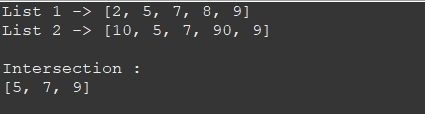 List 1 -> [2, 5, 7, 8, 9]
List 2 -> [10, 5, 7, 90, 9]
Intersection :
[5, 7, 9]